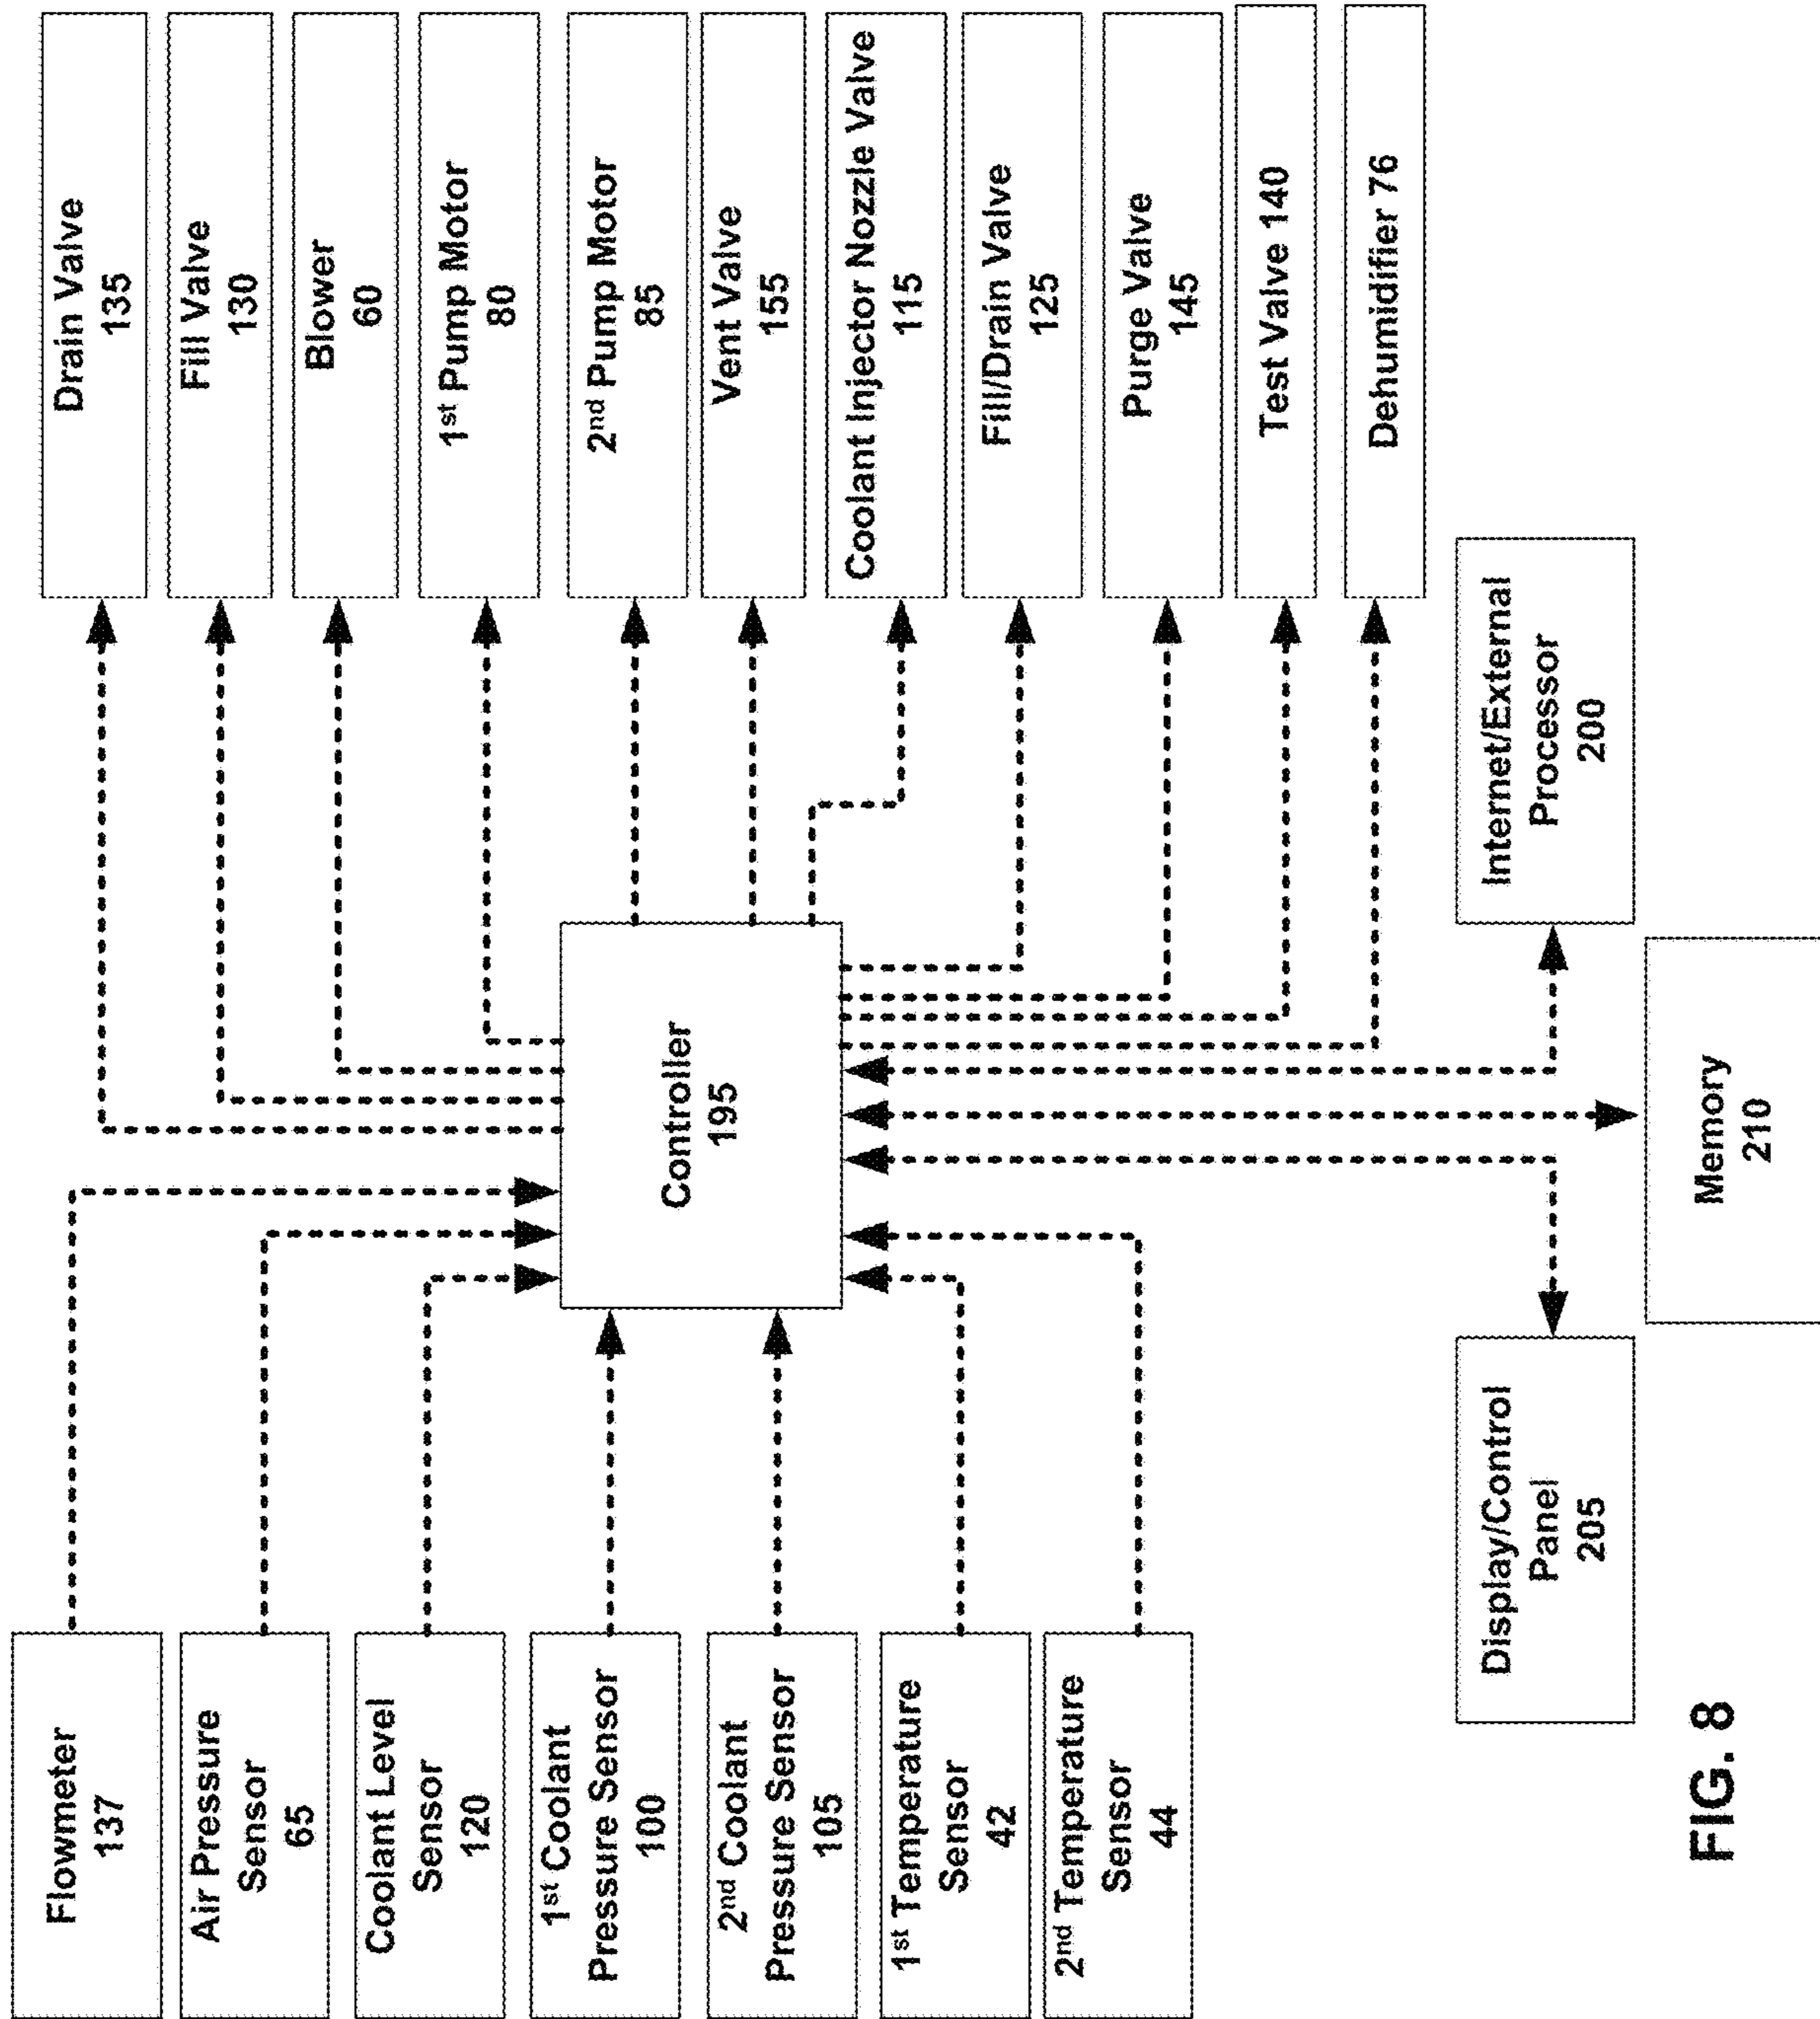 Flowmeter
137
Air Pressure
Sensor
65
Coolant Level
Sensor
120
1st Coolant
Pressure Sensor
100
2nd Coolant
Pressure Sensor
105
1st Temperature
Sensor
42
2nd Temperature
Sensor
44
Controller
195
Drain Valve
135
Fill Valve
130
Blower
60
1st Pump Motor
80
2nd Pump Motor
85
Vent Valve
155
Coolant Injector Nozzle Valve
115
Fill/Drain Valve
125
Purge Valve
145
Test Valve 140
Dehumidifier 76
Display/Control
Panel
205
Memory
210
Internet/External
Processor
200
FIG. 8